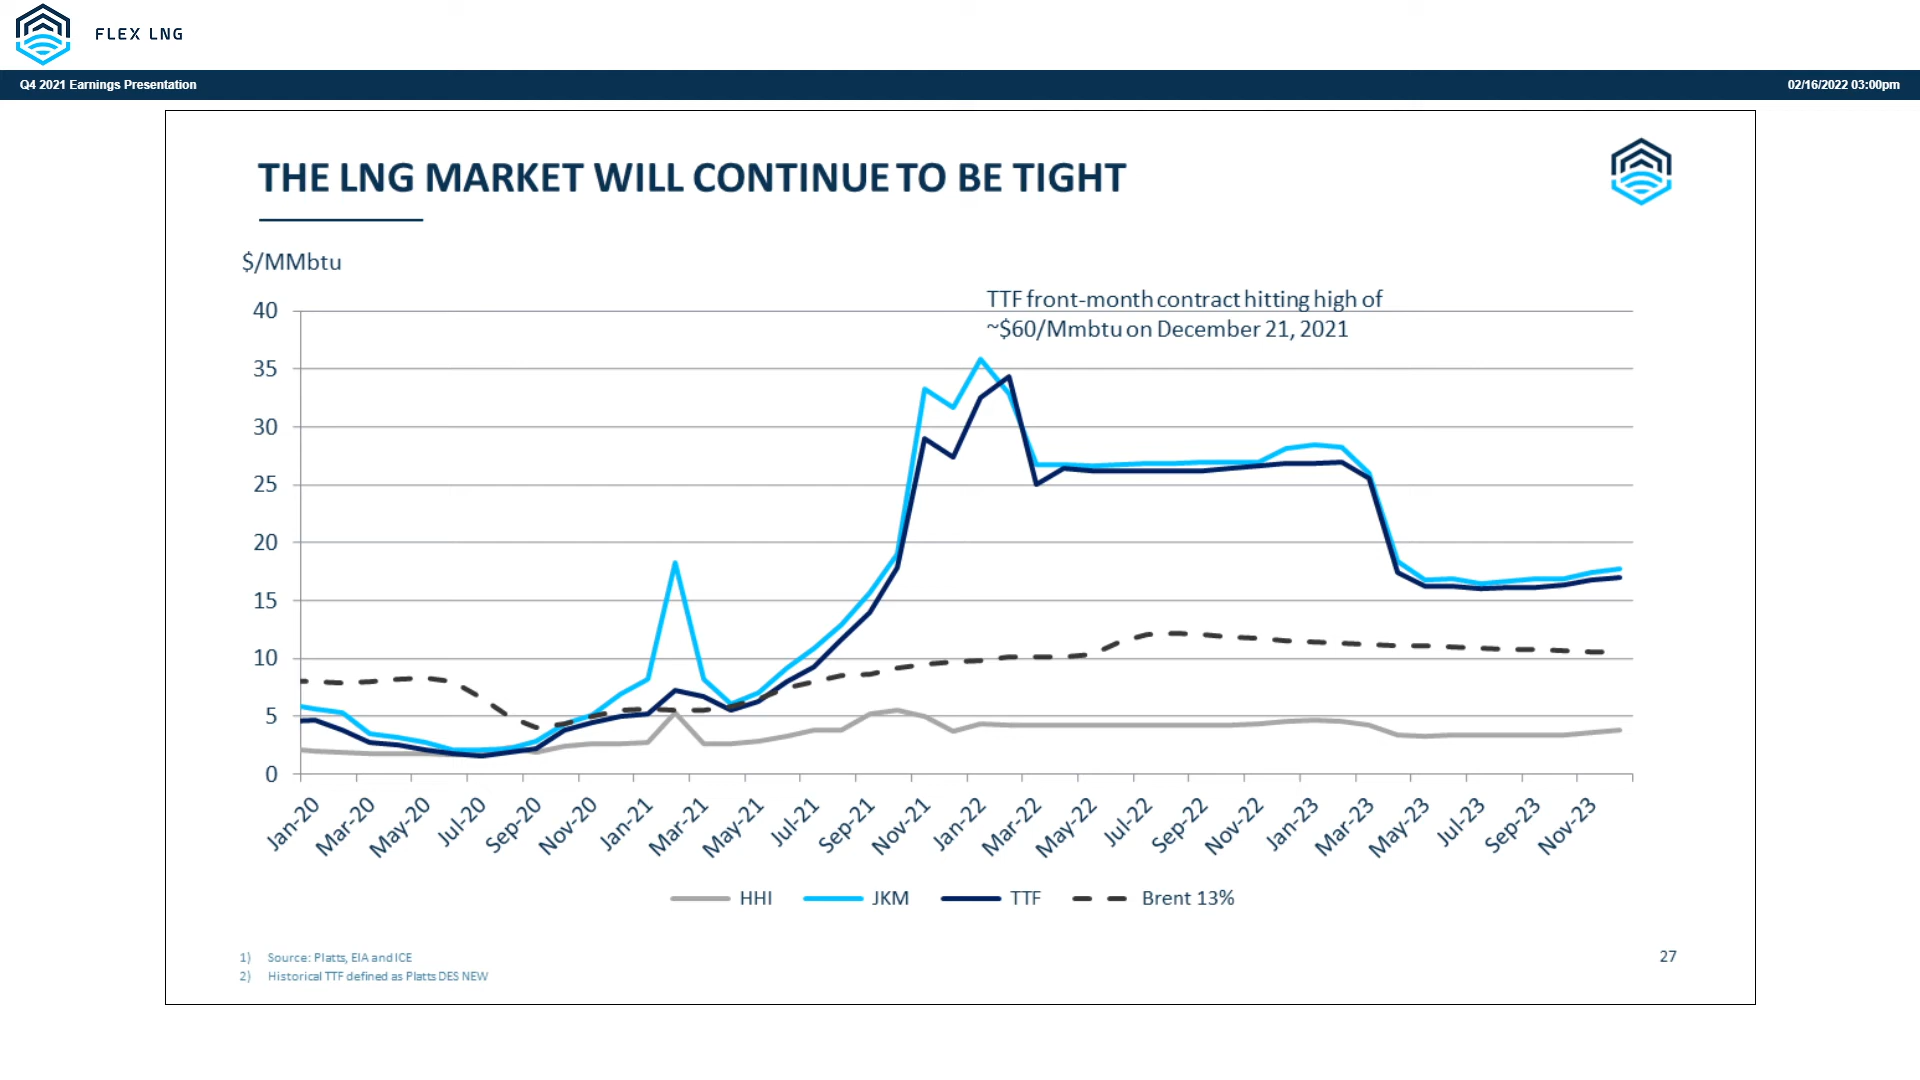 FLEX LNG
Q4 2021 Earnings Presentation
02/16/2022 03:00pm
THE LNG MARKET WILL CONTINUE TO BE TIGHT
$/MMbtu
TTF front-month contract hitting high of
~$60/Mmbtu on December 21, 2021
40
35
30
25
20
15
10
5
0
Jan-20
Mar-20
May-20
Jul-20
Sep-20
Nov-20
Jan-21
Mar-21
May-21
Jul-21
Sep-21
Nov-21
Jan-22
Mar-22
May-22
Jul-22
Sep-22
Nov-22
Jan-23
Mar-23
May-23
Jul-23
Sep-23
Nov-23
HHI
JKM
TTF
Brent 13%
1) Source: Platts, EIA and ICE
2) Historical TTF defined as Platts DES NEW
27